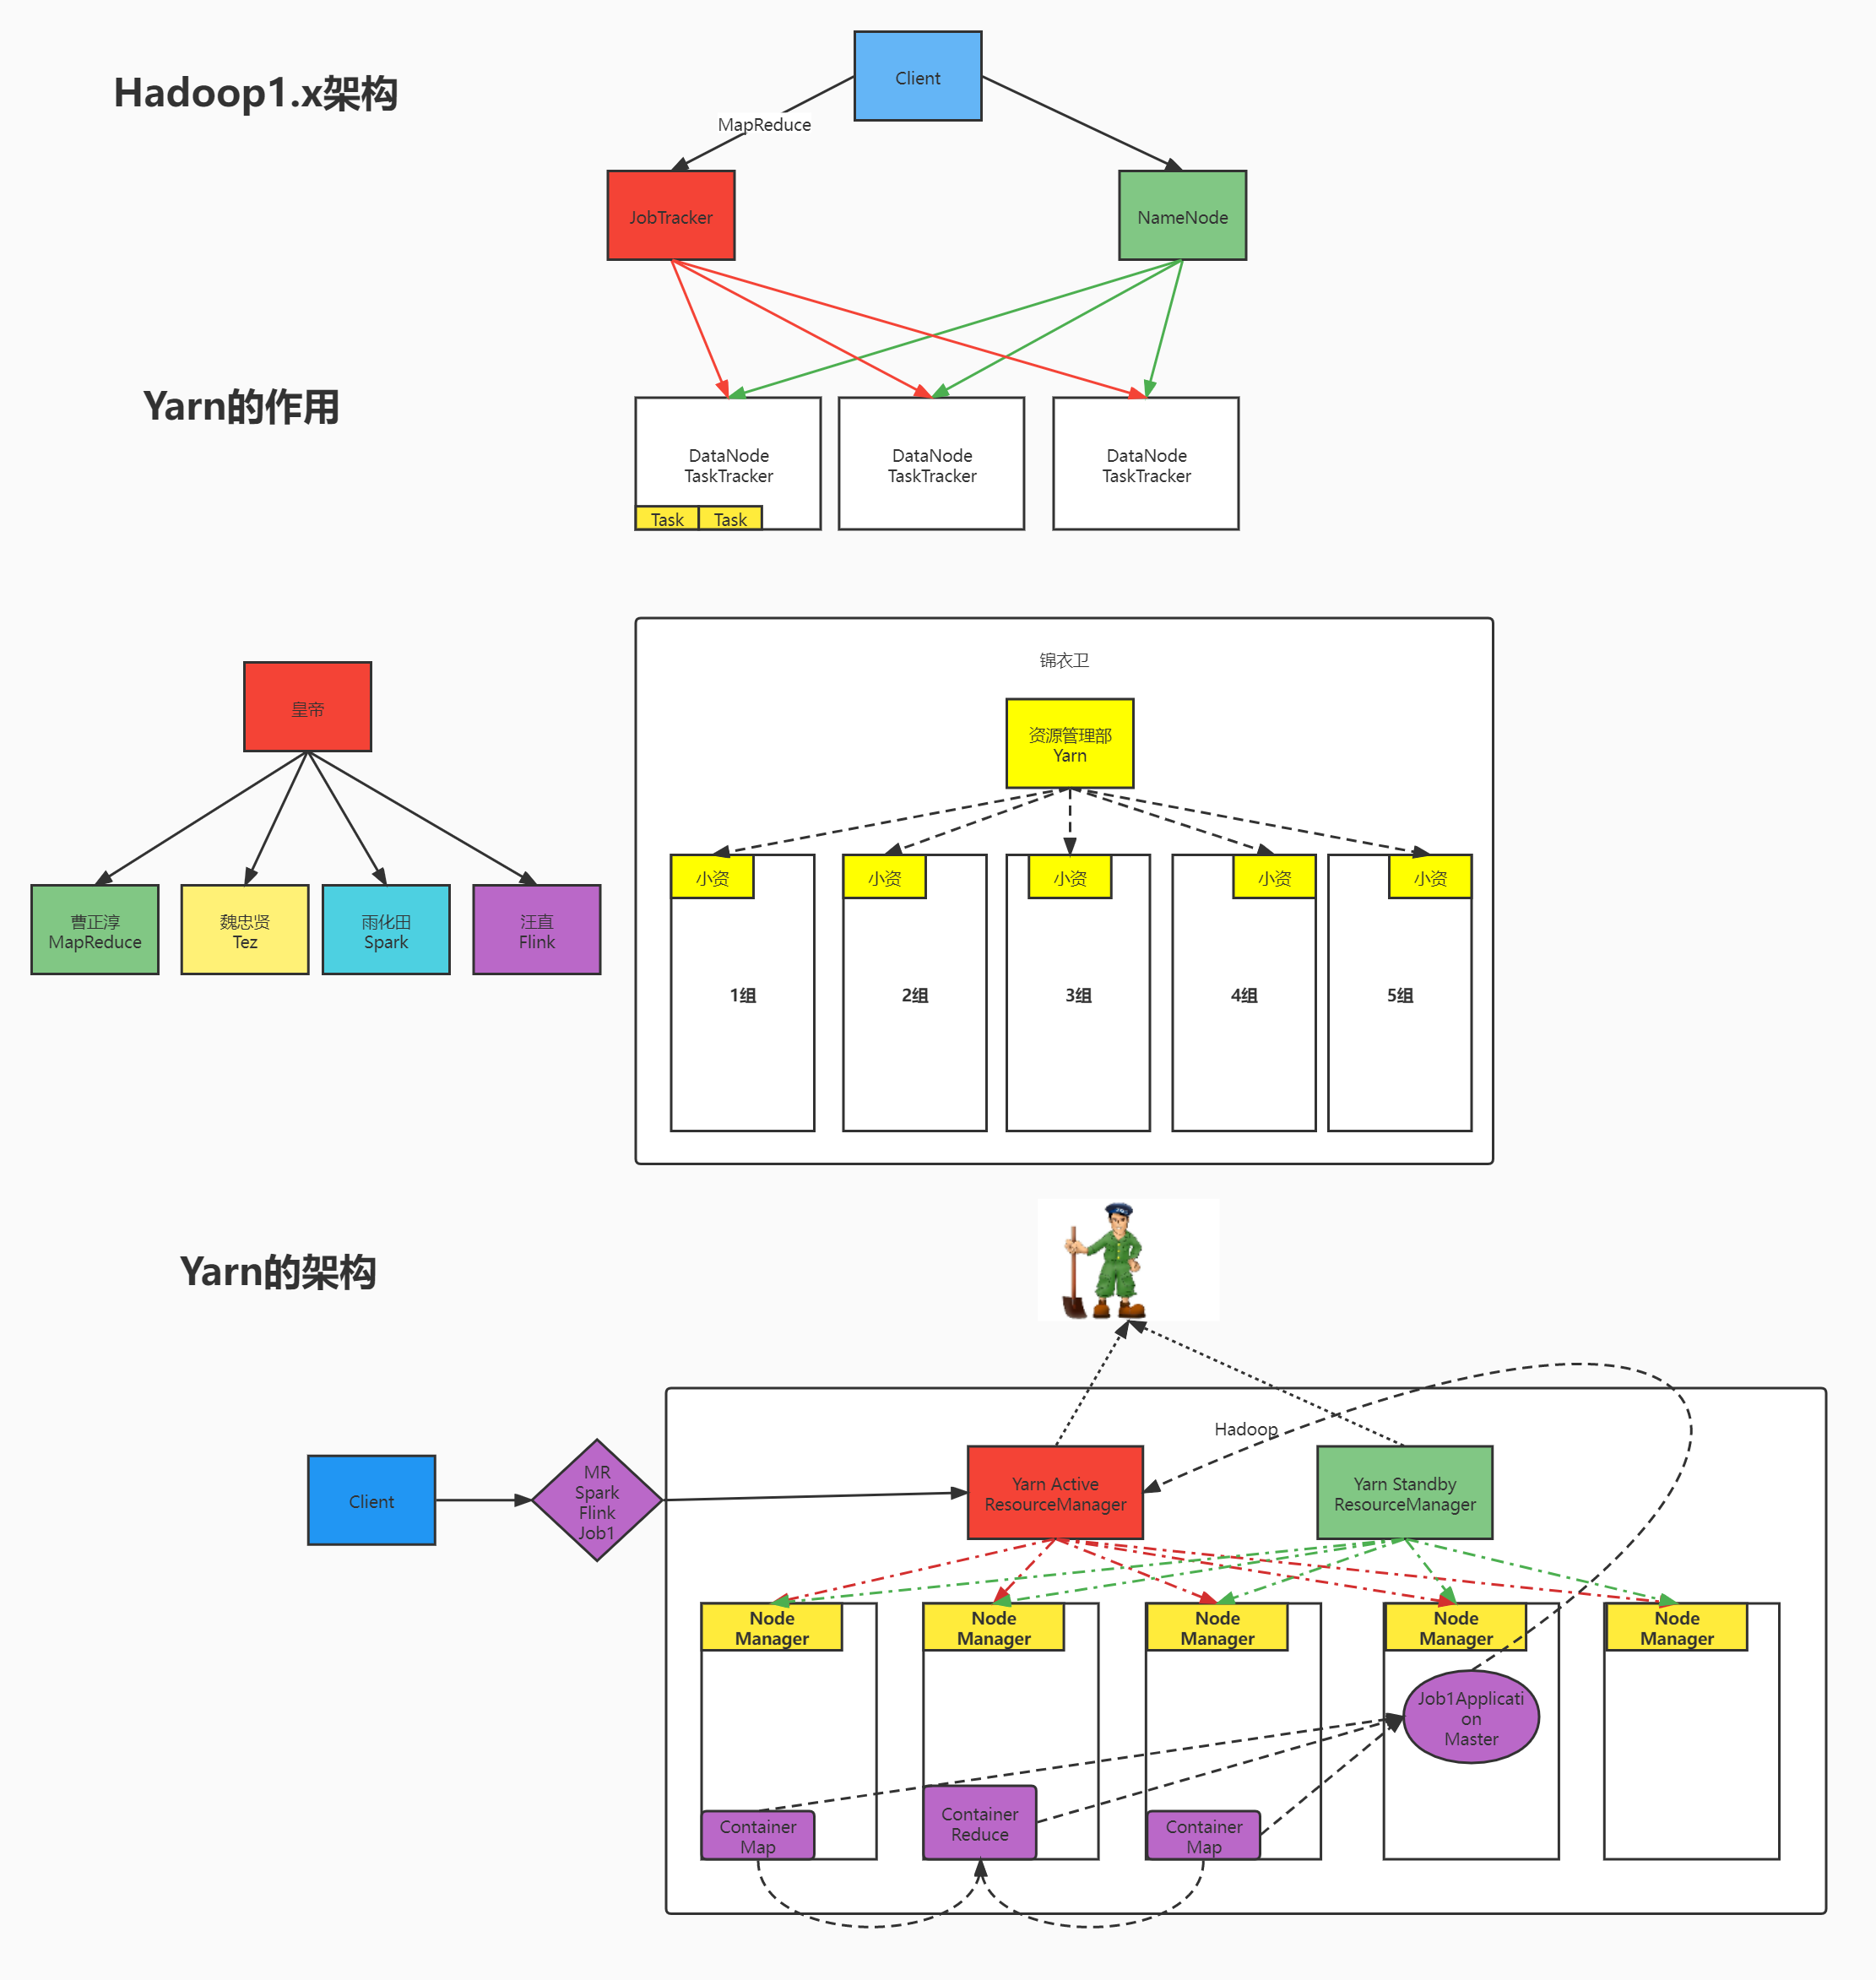 Hadoop1.x架构
Client
MapReduce
JobTracker
NameNode
Yarn的作用
DataNode
TaskTracker
DataNode
TaskTracker
DataNode
TaskTracker
Task
Task
锦衣卫
皇帝
资源管理部
Yarn
小资
小资
小资
小资
小资
曹正淳
MapReduce
魏忠贤
Tez
雨化田
Spark
汪直
Flink
1组
2组
3组
4组
5组
Yarn的架构
Hadoop
Client
MR
Spark
Flink
Job1
Yarn Active
ResourceManager
Yarn Standby
ResourceManager
Node
Manager
Node
Manager
Node
Manager
Node
Manager
Node
Manager
Job1Applicati
on
Master
Container
Map
Container
Reduce
Container
Map